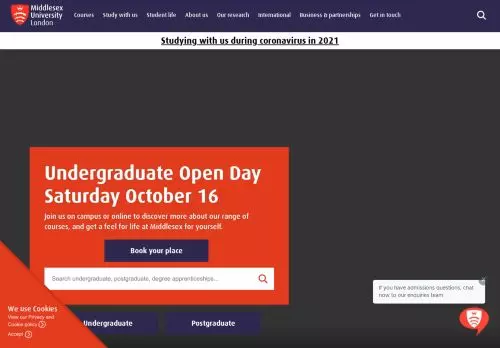 Middlesex
University
London
Courses Study with us Student life About us Our research International Business & partnerships Get in touch
Studying with us during coronavirus in 2021
Undergraduate Open Day
Saturday October 16
Join us on campus or online to discover more about our range of
courses, and get a feel for life at Middlesex for yourself.
Book your place
Search undergraduate, postgraduate, degree apprenticeships...
If you have admissions questions, chat
now to our enquiries team
We use Cookies
View our Privacy and
Cookie policy
Accept
Undergraduate
Postgraduate